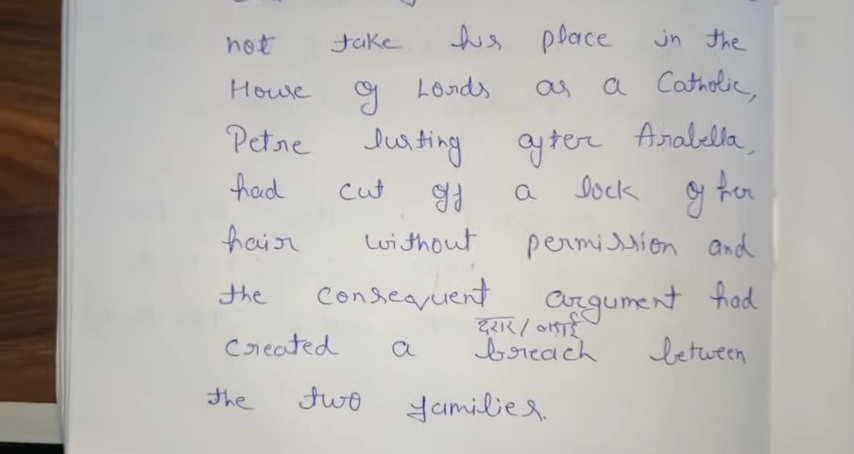 not take his place in the
House of Lords as a Catholic,
Petre lusting after Arabella,
had cut off a lock of her
hair without permission and
the consequent argument had
दरार / लड़ाई
created a breach between
the two families.